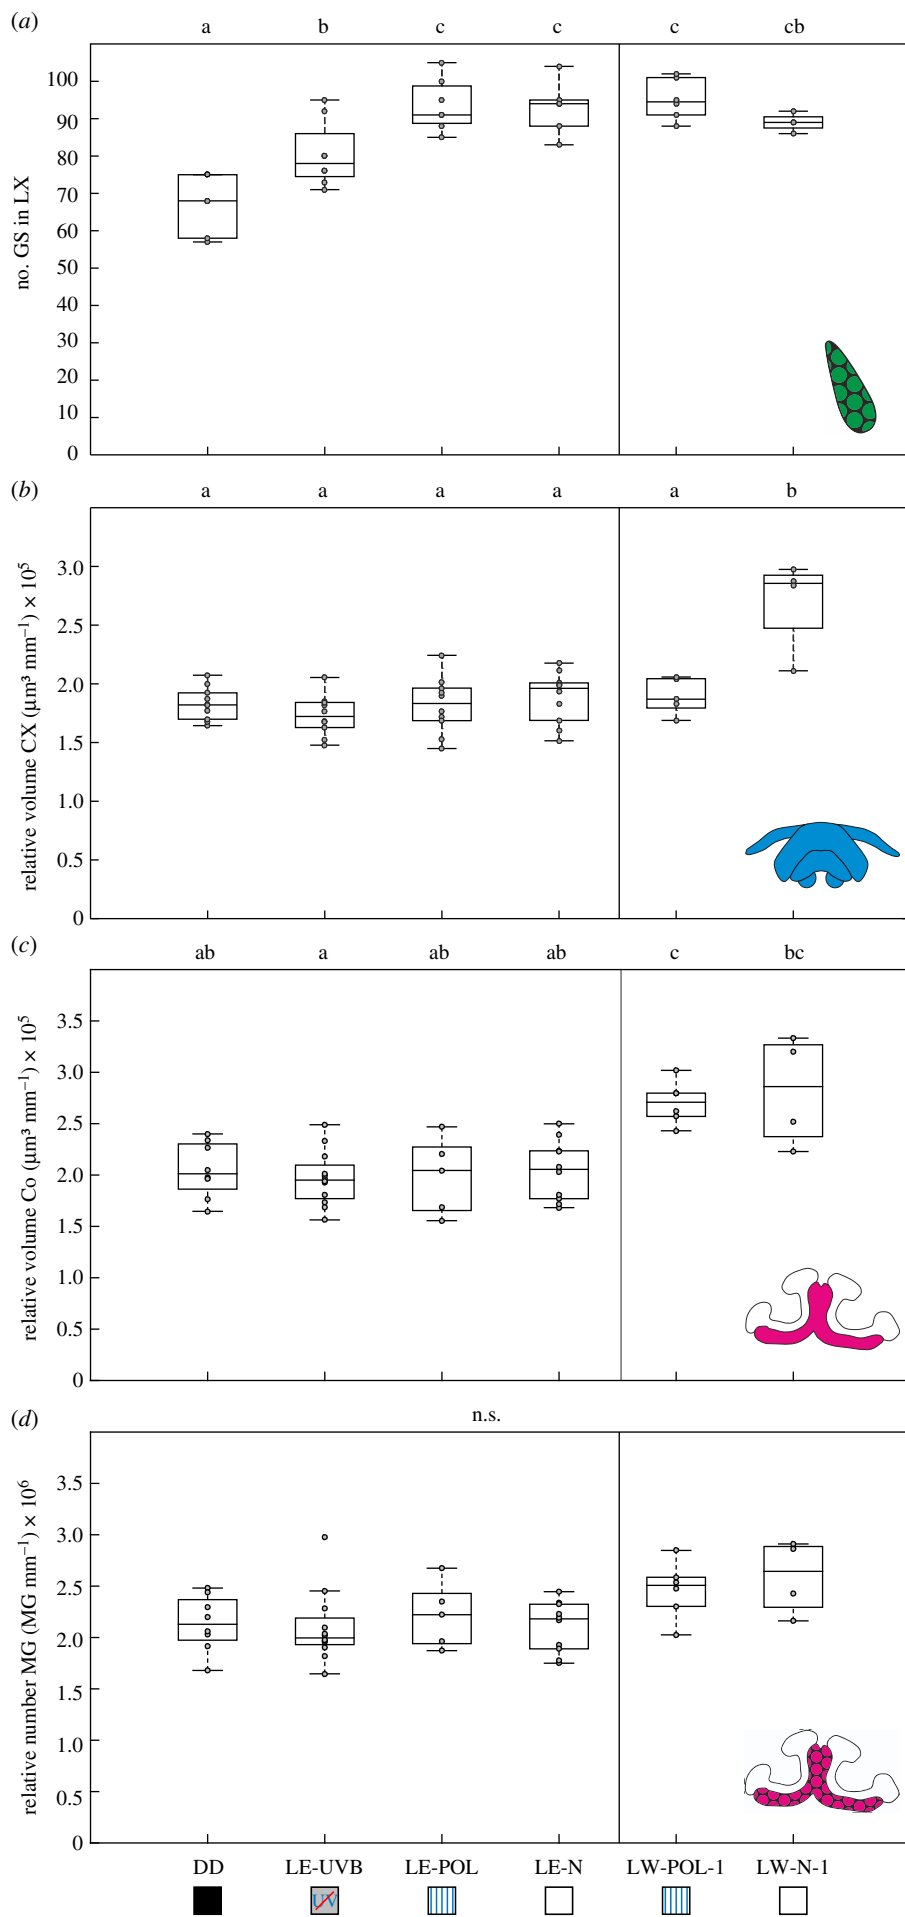 (a)
a b c c c cb
no. GS in LX
100
90
80
70
60
50
40
30
20
10
0
(b)
a a a a a b
relative volume CX (µm³ mm⁻¹) × 10⁵
3.0
2.5
2.0
1.5
1.0
0.5
0
(c)
ab a ab ab c bc
relative volume Co (µm³ mm⁻¹) × 10⁵
3.5
3.0
2.5
2.0
1.5
1.0
0.5
0
(d)
n.s.
relative number MG (MG mm⁻¹) × 10⁶
3.5
3.0
2.5
2.0
1.5
1.0
0.5
0
DD LE-UVB LE-POL LE-N LW-POL-1 LW-N-1
UV